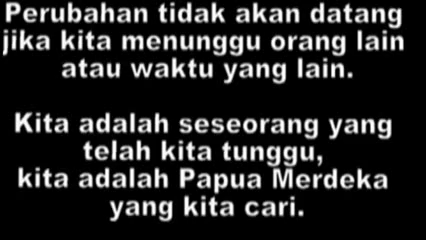 Perubahan tidak akan datang
jika kita menunggu orang lain
atau waktu yang lain.
Kita adalah seseorang yang
telah kita tunggu,
kita adalah Papua Merdeka
yang kita cari.